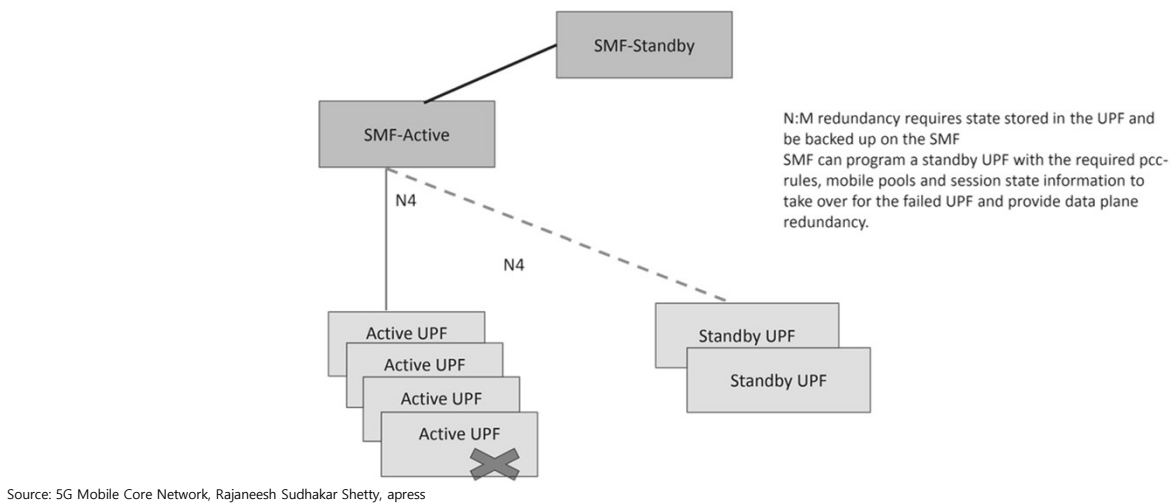 SMF-Standby
SMF-Active
N:M redundancy requires state stored in the UPF and
be backed up on the SMF
SMF can program a standby UPF with the required pcc-
rules, mobile pools and session state information to
take over for the failed UPF and provide data plane
redundancy.
N4
N4
Active UPF
Active UPF
Active UPF
Active UPF
Standby UPF
Standby UPF
Source: 5G Mobile Core Network, Rajaneesh Sudhakar Shetty, apress